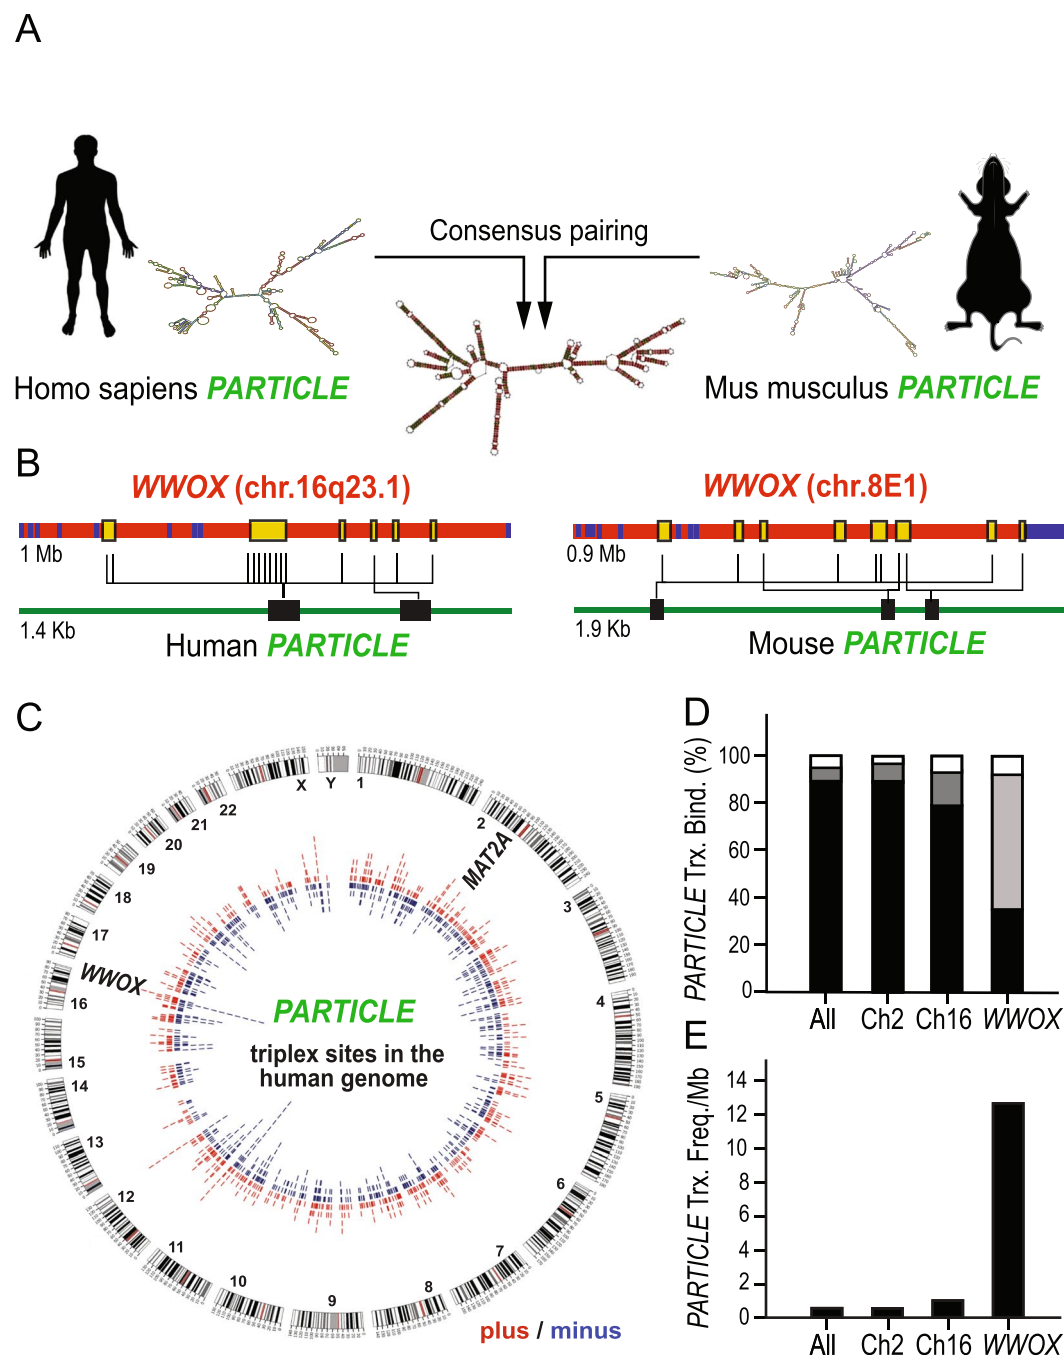 A
Consensus pairing
Homo sapiens PARTICLE
Mus musculus PARTICLE
B
WWOX (chr.16q23.1)
WWOX (chr.8E1)
1 Mb
0.9 Mb
1.4 Kb
1.9 Kb
Human PARTICLE
Mouse PARTICLE
C
X Y 1
2
3
4
5
6
7
8
9
10
11
12
13
14
15
16
17
18
19
20
21
22
MAT2A
WWOX
PARTICLE
triplex sites in the
human genome
plus / minus
D
PARTICLE Trx. Bind. (%)
100
80
60
40
20
0
All Ch2 Ch16 WWOX
E
PARTICLE Trx. Freq./Mb
14
12
10
8
6
4
2
0
All Ch2 Ch16 WWOX